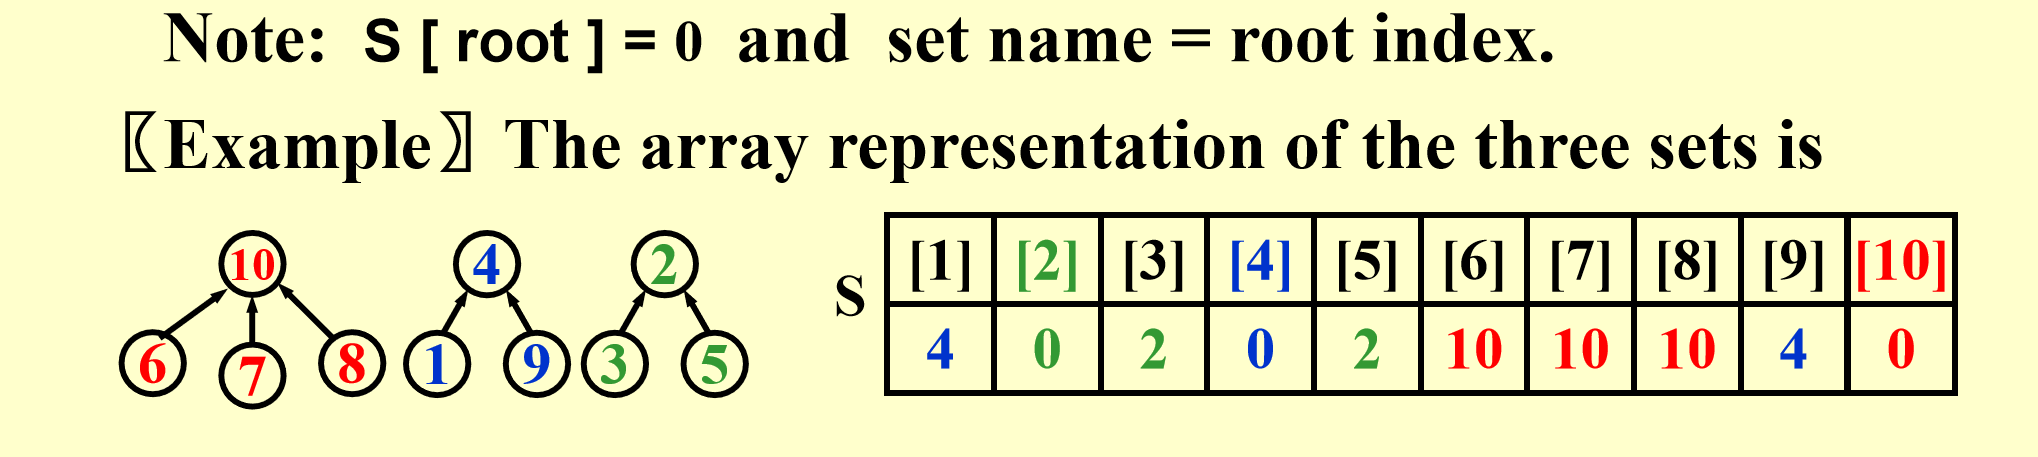 Note: S [ root ] = 0 and set name = root index.
〖Example〗The array representation of the three sets is
10 4 2
6 7 8 1 9 3 5
S
[1] [2] [3] [4] [5] [6] [7] [8] [9] [10]
4 0 2 0 2 10 10 10 4 0